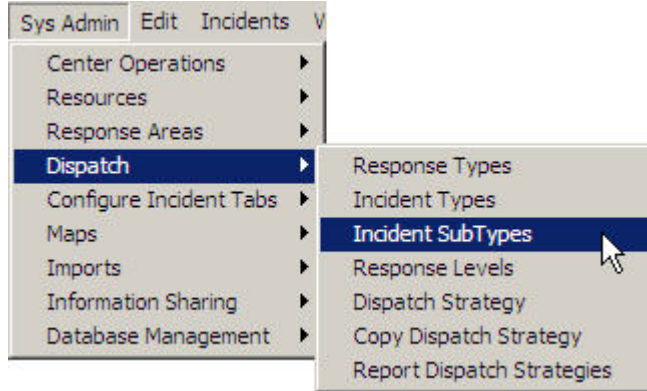 Sys Admin Edit Incidents
Center Operations
Resources
Response Areas
Dispatch
Configure Incident Tabs
Maps
Imports
Information Sharing
Database Management
Response Types
Incident Types
Incident SubTypes
Response Levels
Dispatch Strategy
Copy Dispatch Strategy
Report Dispatch Strategies